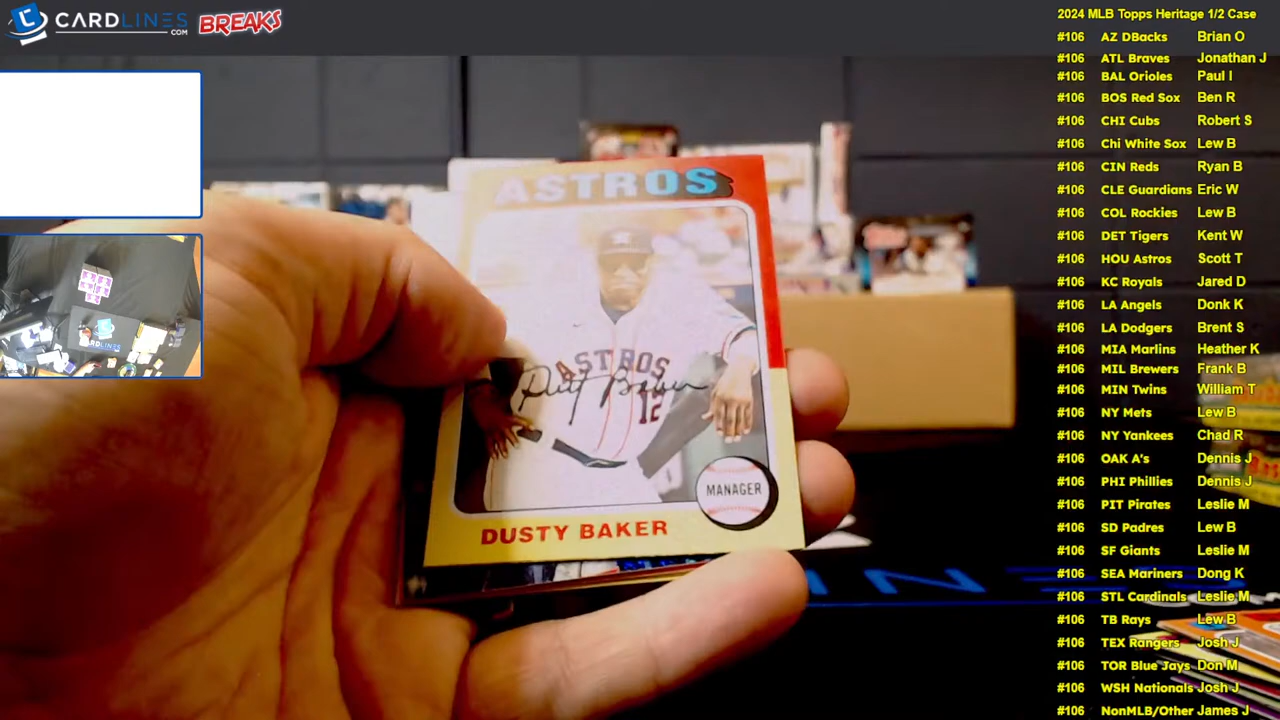 CARDLINES
.COM
BREAKS
2024 MLB Topps Heritage 1/2 Case
#106 AZ DBacks Brian O
#106 ATL Braves Jonathan J
#106 BAL Orioles Paul I
#106 BOS Red Sox Ben R
#106 CHI Cubs Robert S
#106 Chi White Sox Lew B
#106 CIN Reds Ryan B
#106 CLE Guardians Eric W
#106 COL Rockies Lew B
#106 DET Tigers Kent W
#106 HOU Astros Scott T
#106 KC Royals Jared D
#106 LA Angels Donk K
#106 LA Dodgers Brent S
#106 MIA Marlins Heather K
#106 MIL Brewers Frank B
#106 MIN Twins William T
#106 NY Mets Lew B
#106 NY Yankees Chad R
#106 OAK A's Dennis J
#106 PHI Phillies Dennis J
#106 PIT Pirates Leslie M
#106 SD Padres Lew B
#106 SF Giants Leslie M
#106 SEA Mariners Dong K
#106 STL Cardinals Leslie M
#106 TB Rays Lew B
#106 TEX Rangers Josh J
#106 TOR Blue Jays Don M
#106 WSH Nationals Josh J
#106 NonMLB/Other James J
ASTROS
ASTROS
Dusty Baker
12
MANAGER
DUSTY BAKER